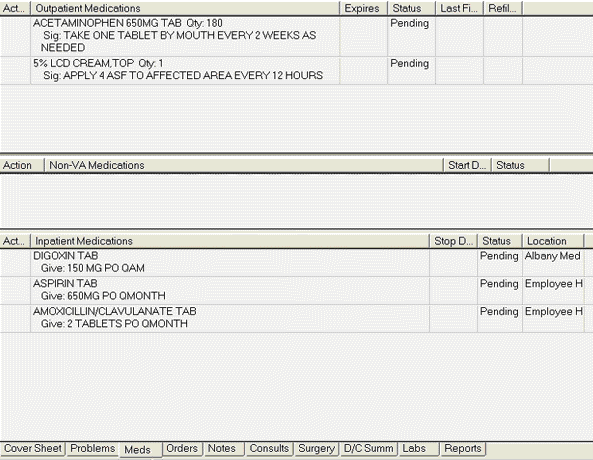 Act... Outpatient Medications Expires Status Last Fi... Refil...
ACETAMINOPHEN 650MG TAB Qty: 180 Pending
Sig: TAKE ONE TABLET BY MOUTH EVERY 2 WEEKS AS
NEEDED
5% LCD CREAM,TOP Qty: 1 Pending
Sig: APPLY 4 ASF TO AFFECTED AREA EVERY 12 HOURS
Action Non-VA Medications Start D... Status
Act... Inpatient Medications Stop D... Status Location
DIGOXIN TAB Pending Albany Med
Give: 150 MG PO QAM
ASPIRIN TAB Pending Employee H
Give: 650MG PO QMONTH
AMOXICILLIN/CLAVULANATE TAB Pending Employee H
Give: 2 TABLETS PO QMONTH
Cover Sheet Problems Meds Orders Notes Consults Surgery D/C Summ Labs Reports